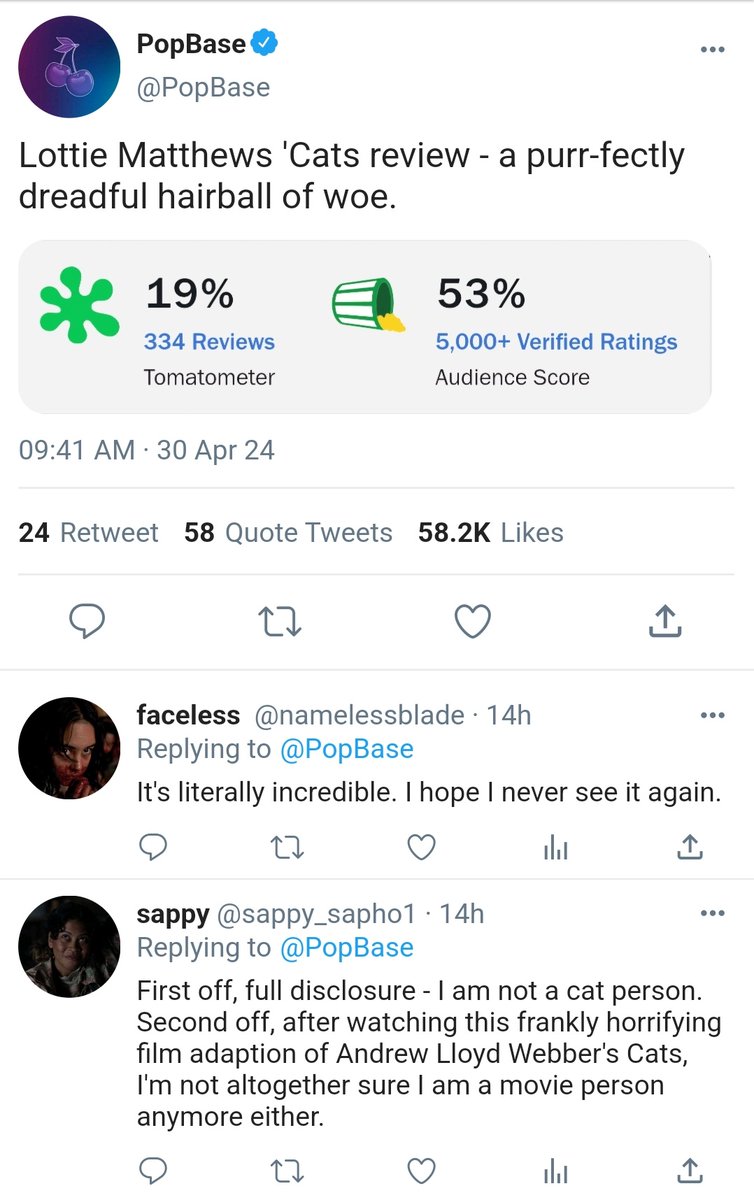 PopBase
@PopBase
Lottie Matthews 'Cats review - a purr-fectly
dreadful hairball of woe.
19%
334 Reviews
Tomatometer
53%
5,000+ Verified Ratings
Audience Score
09:41 AM · 30 Apr 24
24 Retweet 58 Quote Tweets 58.2K Likes
faceless @namelessblade · 14h
Replying to @PopBase
It's literally incredible. I hope I never see it again.
sappy @sappy_sapho1 · 14h
Replying to @PopBase
First off, full disclosure - I am not a cat person.
Second off, after watching this frankly horrifying
film adaption of Andrew Lloyd Webber's Cats,
I'm not altogether sure I am a movie person
anymore either.